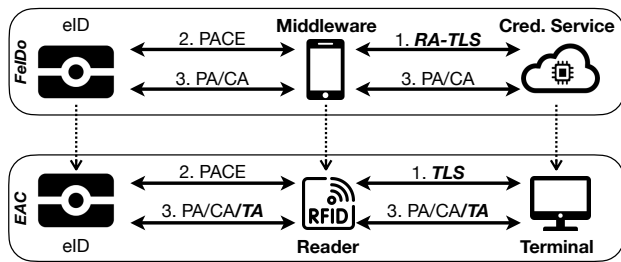 FeIDo
eID
Middleware
Cred. Service
2. PACE
1. RA-TLS
3. PA/CA
3. PA/CA
EAC
2. PACE
1. TLS
3. PA/CA/TA
3. PA/CA/TA
RFID
eID
Reader
Terminal